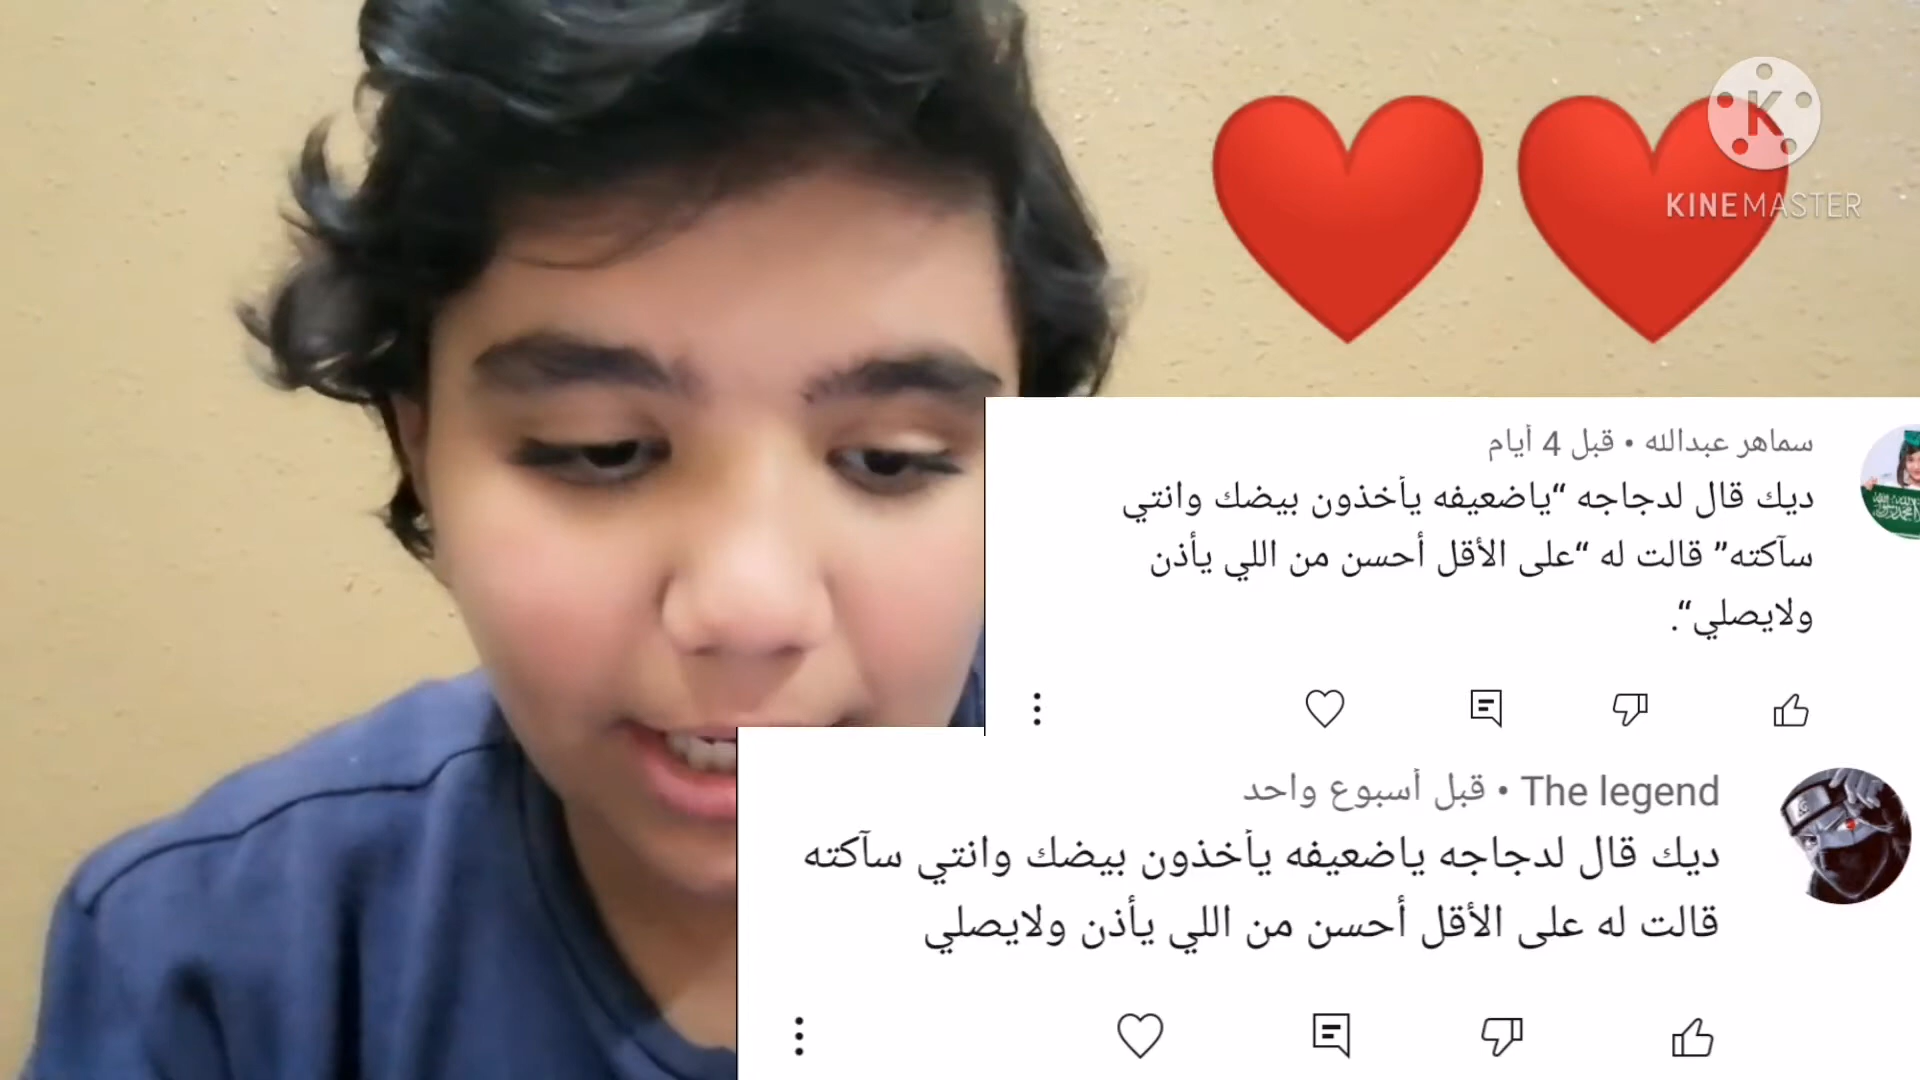 KINEMASTER
سماهر عبدالله • قبل 4 أيام
ديك قال لدجاجه “ياضعيفه يأخذون بيضك وانتي
سآكته” قالت له “على الأقل أحسن من اللي يأذن
ولايصلي“.
The legend • قبل أسبوع واحد
ديك قال لدجاجه ياضعيفه يأخذون بيضك وانتي سآكته
قالت له على الأقل أحسن من اللي يأذن ولايصلي